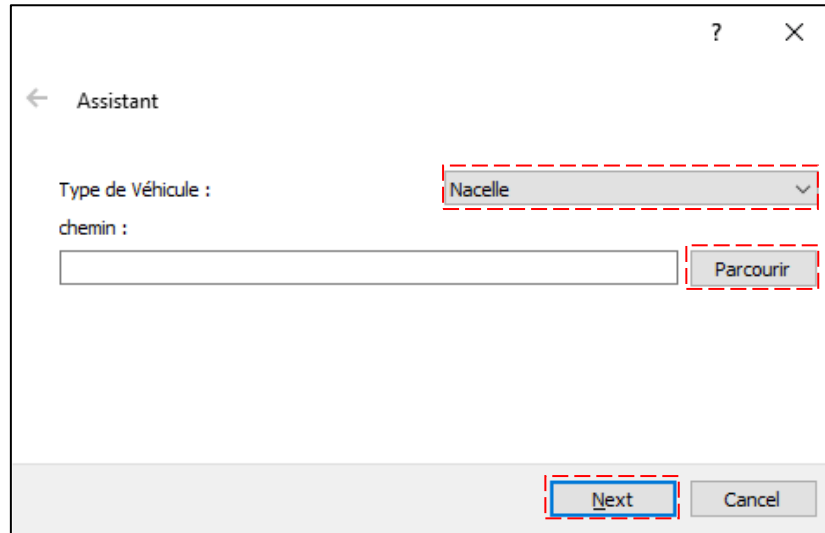 ?
Assistant
Type de Véhicule :
Nacelle
chemin :
Parcourir
Next
Cancel